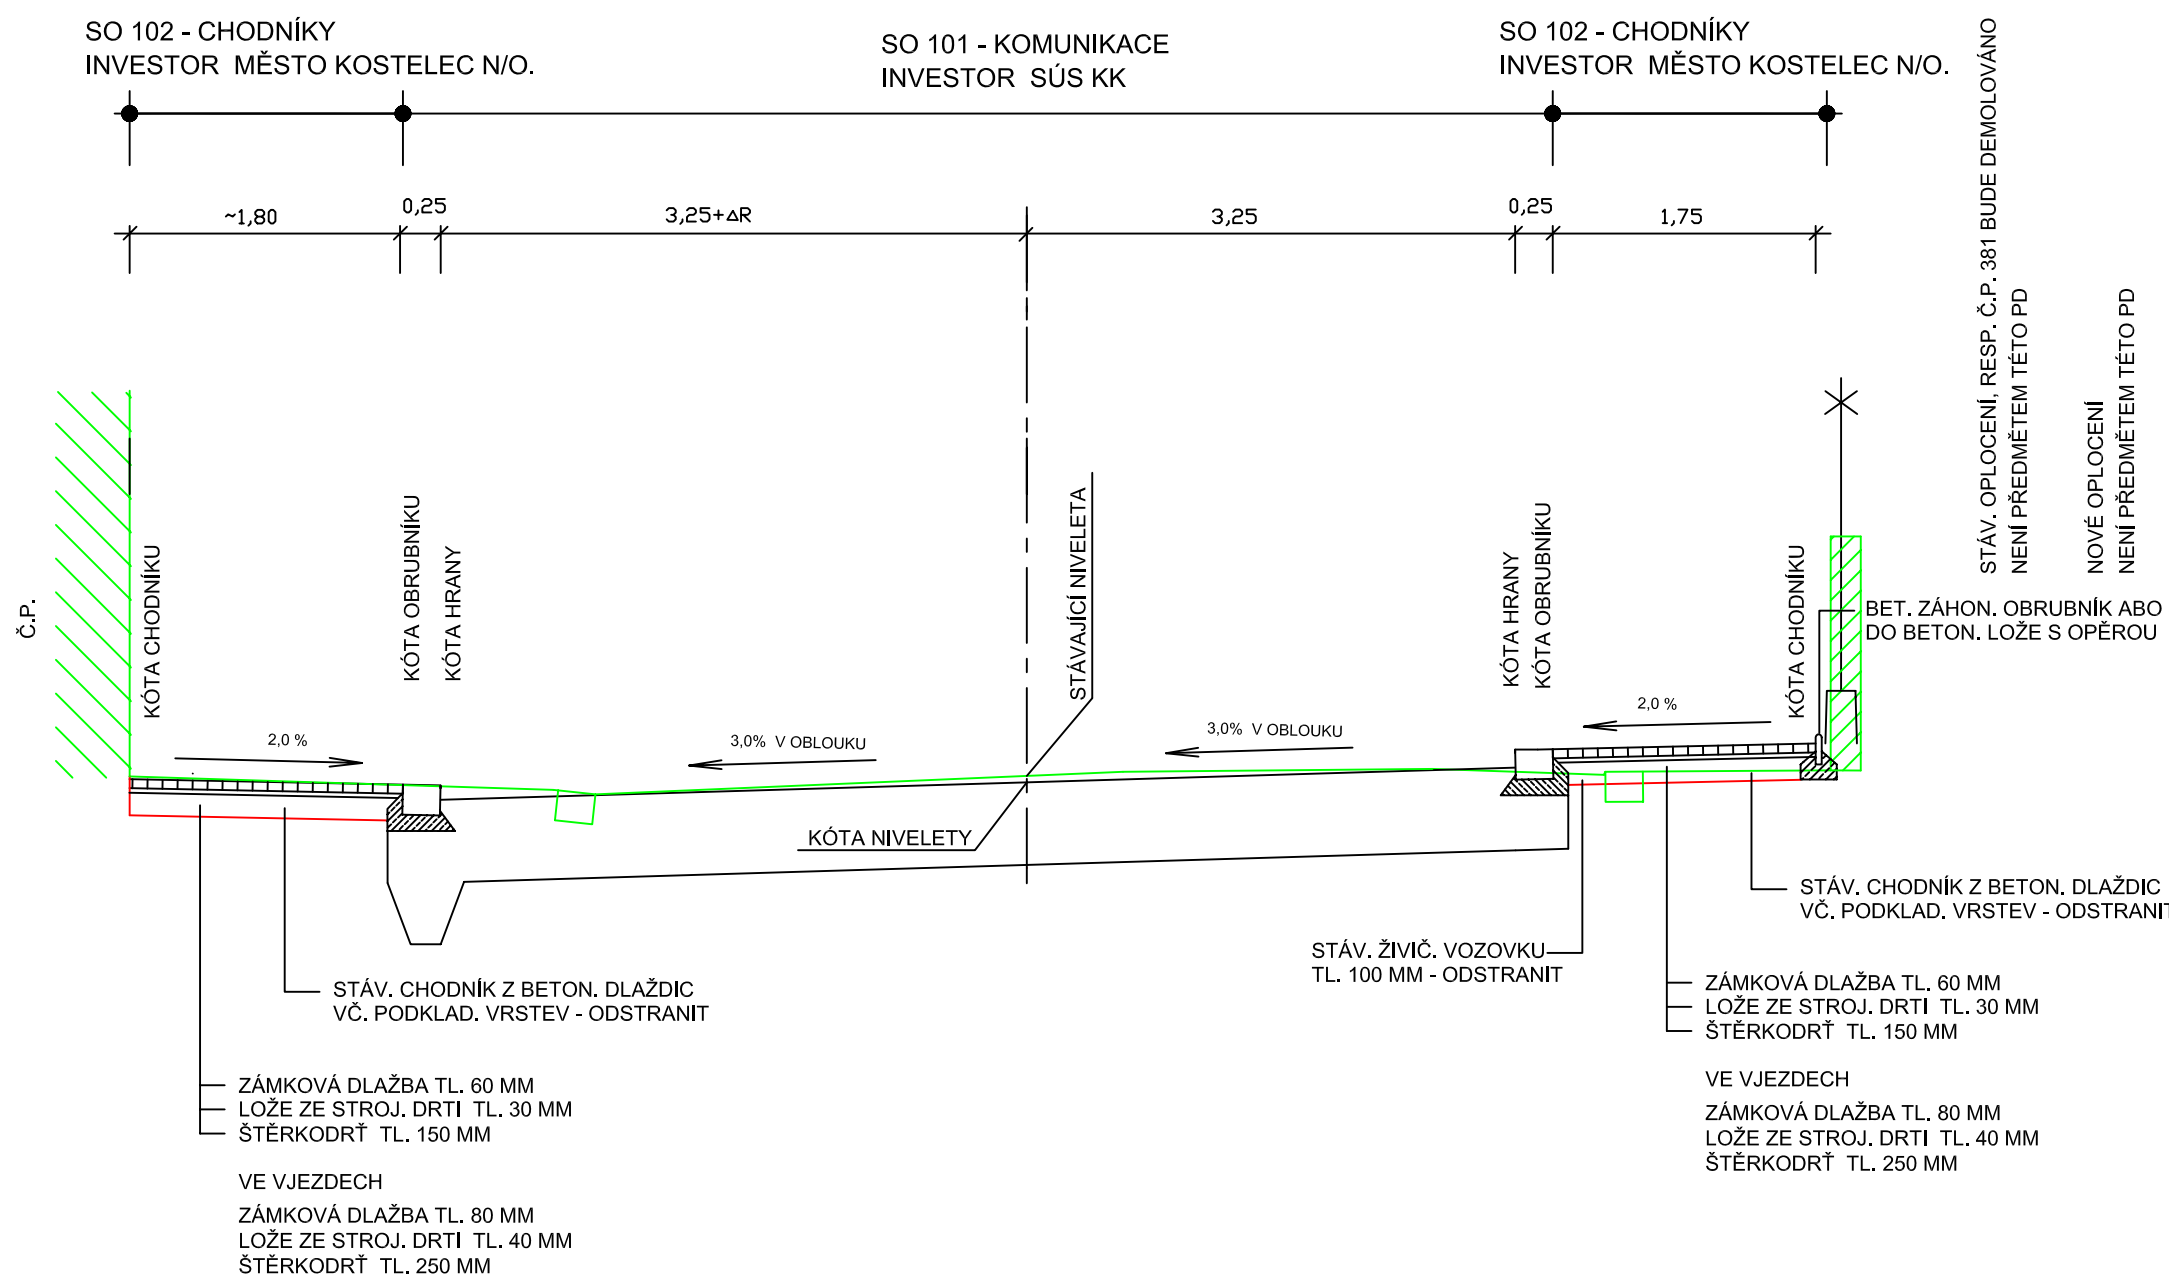 SO 102 - CHODNÍKY
INVESTOR MĚSTO KOSTELEC N/O.
SO 101 - KOMUNIKACE
INVESTOR SÚS KK
SO 102 - CHODNÍKY
INVESTOR MĚSTO KOSTELEC N/O.
~1,80
0,25
3,25+ΔR
3,25
0,25
1,75
STÁV. OPLOCENÍ, RESP. Č.P. 381 BUDE DEMOLOVÁNO
NENÍ PŘEDMĚTEM TÉTO PD
NOVÉ OPLOCENÍ
NENÍ PŘEDMĚTEM TÉTO PD
Č.P.
KÓTA CHODNÍKU
KÓTA OBRUBNÍKU
KÓTA HRANY
STÁVAJÍCÍ NIVELETA
KÓTA HRANY
KÓTA OBRUBNÍKU
KÓTA CHODNÍKU
BET. ZÁHON. OBRUBNÍK ABO
DO BETON. LOŽE S OPĚROU
2,0 %
3,0% V OBLOUKU
3,0% V OBLOUKU
2,0 %
KÓTA NIVELETY
STÁV. CHODNÍK Z BETON. DLAŽDIC
VČ. PODKLAD. VRSTEV - ODSTRANIT
STÁV. ŽIVIČ. VOZOVKU
TL. 100 MM - ODSTRANIT
STÁV. CHODNÍK Z BETON. DLAŽDIC
VČ. PODKLAD. VRSTEV - ODSTRANIT
ZÁMKOVÁ DLAŽBA TL. 60 MM
LOŽE ZE STROJ. DRTI TL. 30 MM
ŠTĚRKODRŤ TL. 150 MM
VE VJEZDECH
ZÁMKOVÁ DLAŽBA TL. 80 MM
LOŽE ZE STROJ. DRTI TL. 40 MM
ŠTĚRKODRŤ TL. 250 MM
ZÁMKOVÁ DLAŽBA TL. 60 MM
LOŽE ZE STROJ. DRTI TL. 30 MM
ŠTĚRKODRŤ TL. 150 MM
VE VJEZDECH
ZÁMKOVÁ DLAŽBA TL. 80 MM
LOŽE ZE STROJ. DRTI TL. 40 MM
ŠTĚRKODRŤ TL. 250 MM